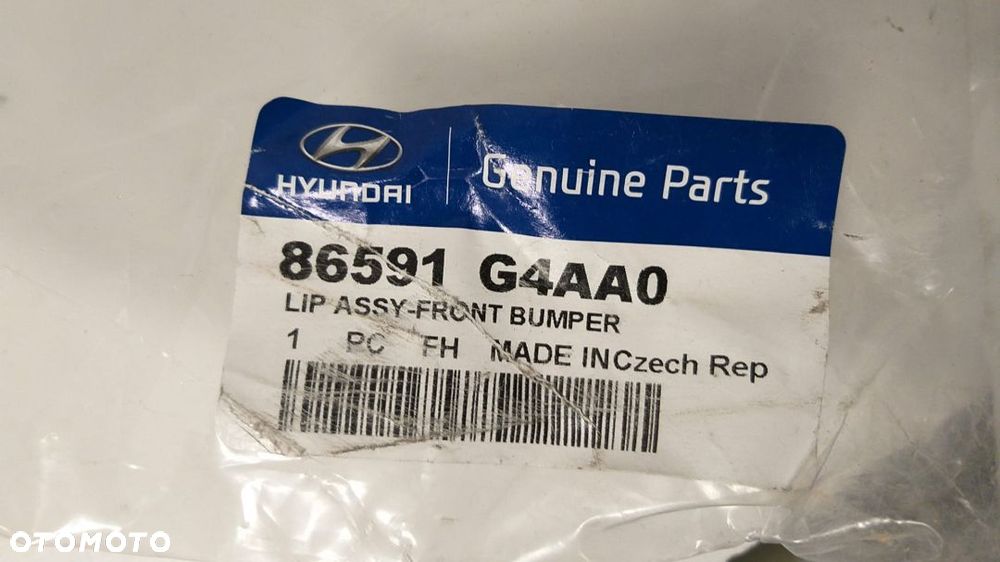 HYUNDAI
Genuine Parts
86591 G4AA0
LIP ASSY-FRONT BUMPER
1 PC FH MADE INCzech Rep
OTOMOTO